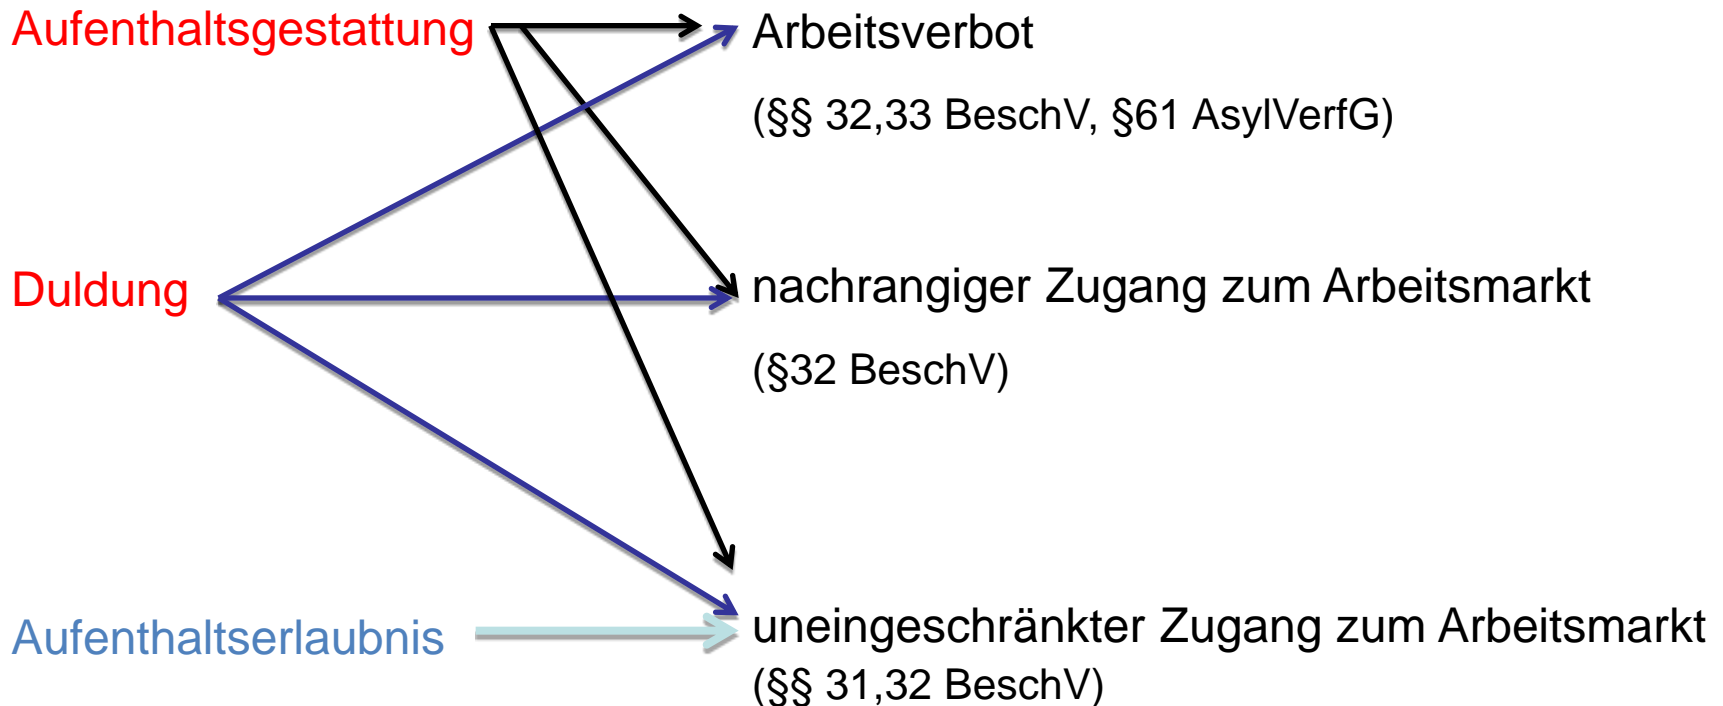 Aufenthaltsgestattung
Arbeitsverbot
(§§ 32,33 BeschV, §61 AsylVerfG)
Duldung
nachrangiger Zugang zum Arbeitsmarkt
(§32 BeschV)
Aufenthaltserlaubnis
uneingeschränkter Zugang zum Arbeitsmarkt
(§§ 31,32 BeschV)